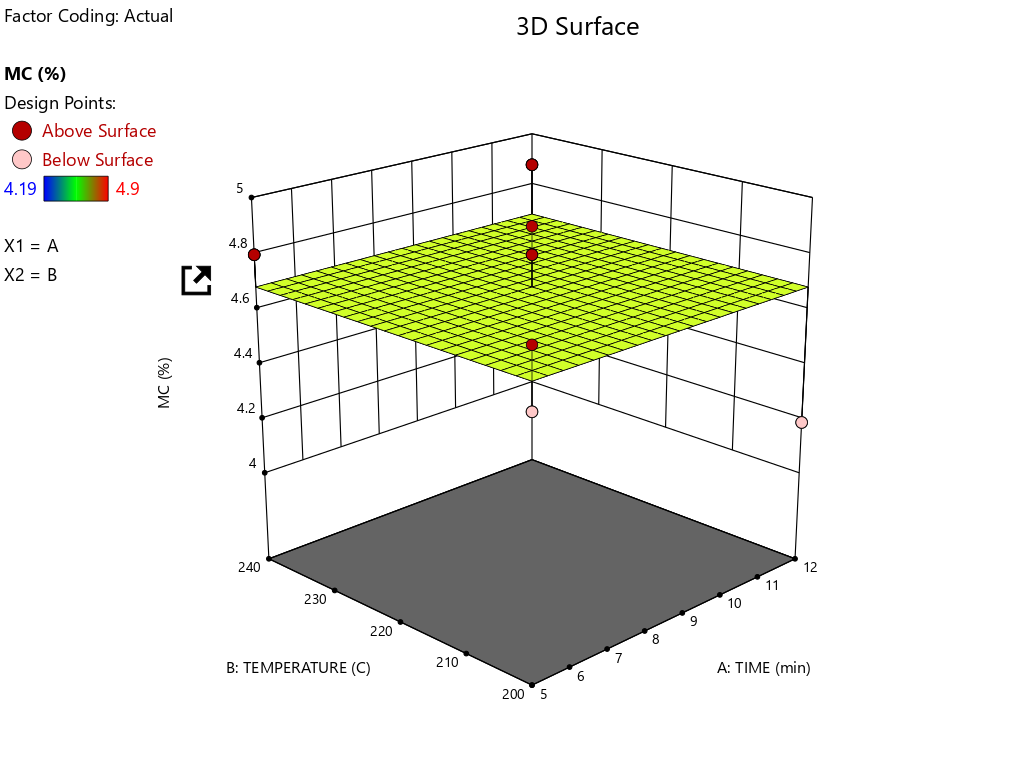 Factor Coding: Actual
3D Surface
MC (%)
Design Points:
Above Surface
Below Surface
4.19 4.9
X1 = A
X2 = B
5
4.8
4.6
4.4
4.2
4
MC (%)
240
230
220
210
200
5
6
7
8
9
10
11
12
B: TEMPERATURE (C)
A: TIME (min)